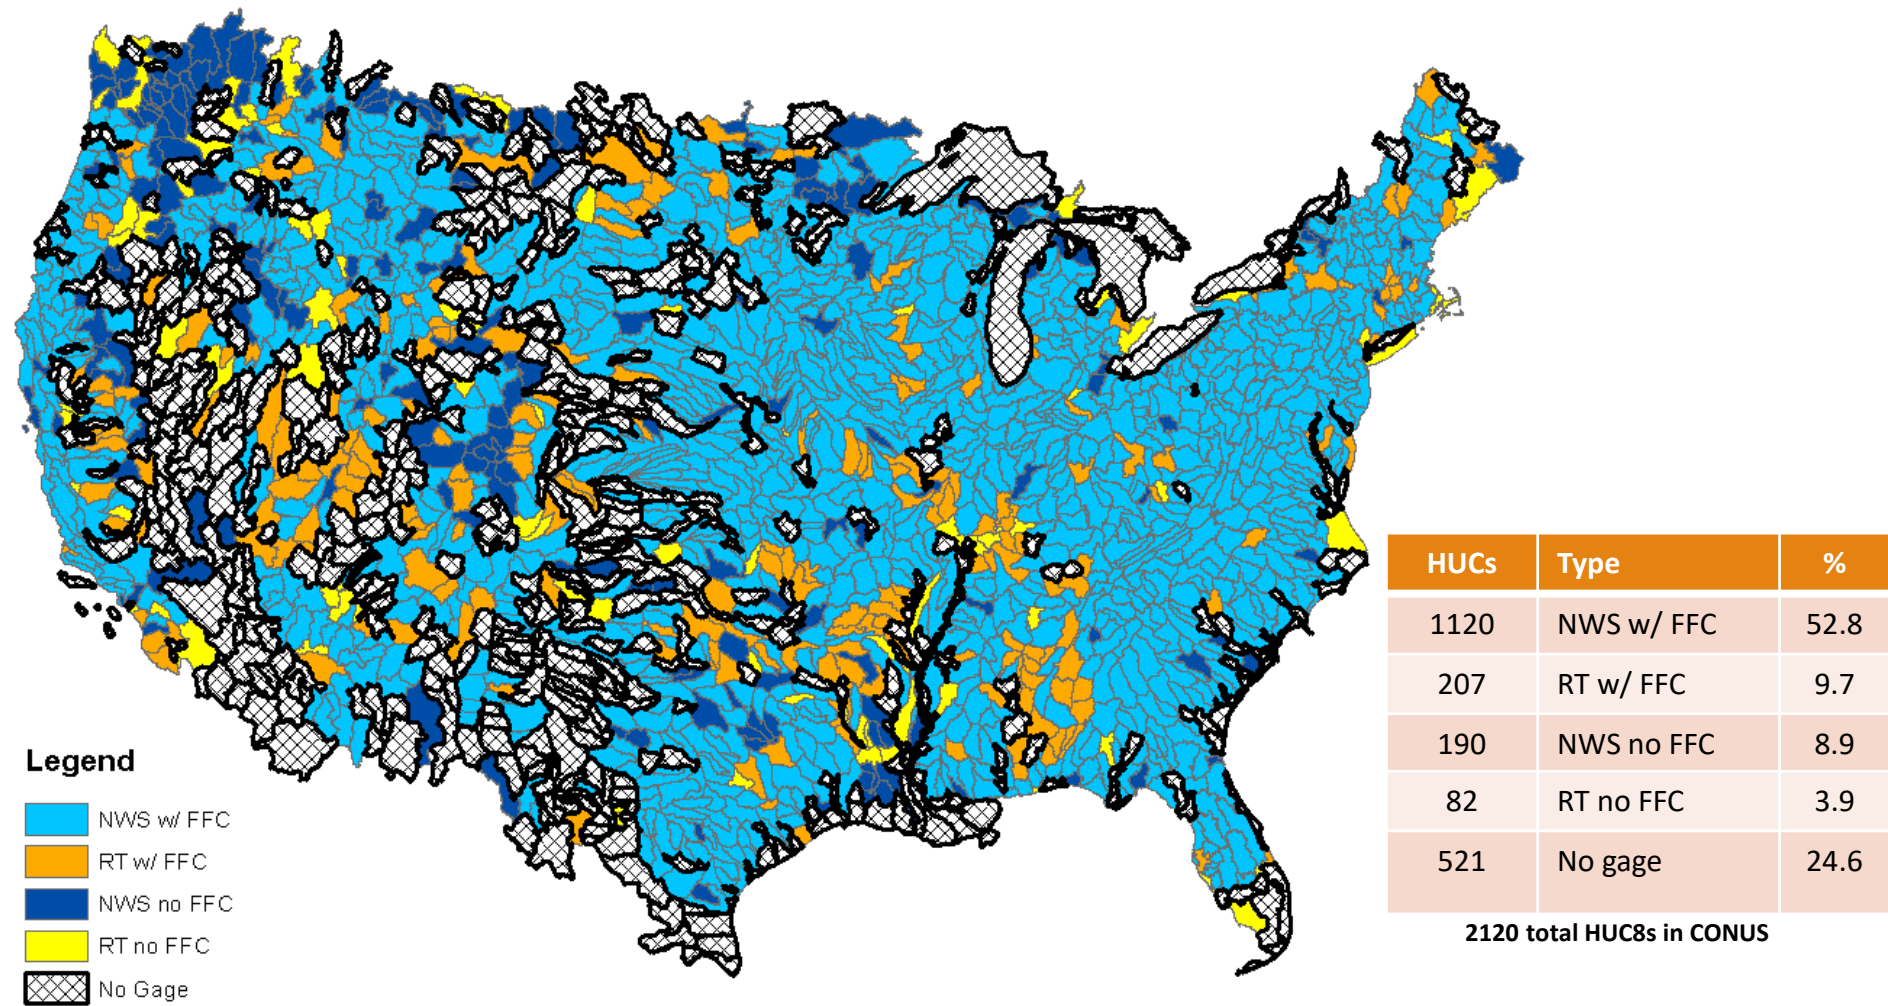 HUCs Type %
1120 NWS w/ FFC 52.8
207 RT w/ FFC 9.7
190 NWS no FFC 8.9
82 RT no FFC 3.9
521 No gage 24.6
2120 total HUC8s in CONUS
Legend
NWS w/ FFC
RT w/ FFC
NWS no FFC
RT no FFC
No Gage